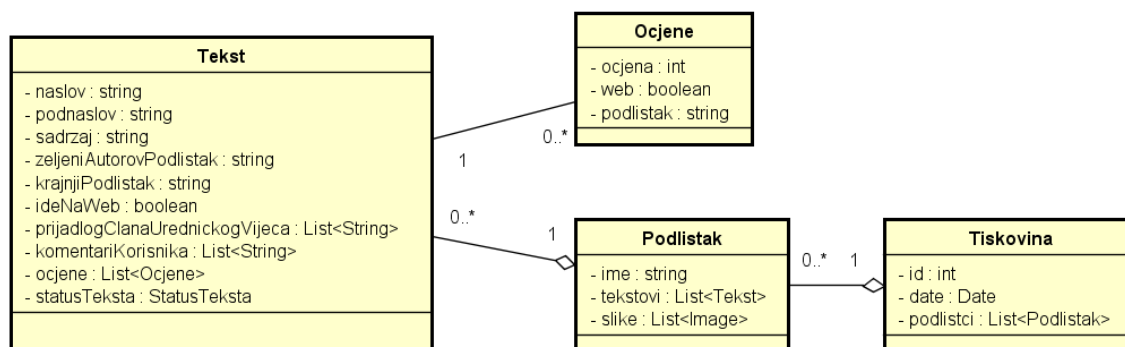 Tekst
- naslov : string
- podnaslov : string
- sadrzaj : string
- zeljeniAutorovPodlistak : string
- krajnjiPodlistak : string
- ideNaWeb : boolean
- prijadlogClanaUrednickogVijeca : List<String>
- komentariKorisnika : List<String>
- ocjene : List<Ocjene>
- statusTeksta : StatusTeksta
1
0..*
Ocjene
- ocjena : int
- web : boolean
- podlistak : string
0..*
1
Podlistak
- ime : string
- tekstovi : List<Tekst>
- slike : List<Image>
0..*
1
Tiskovina
- id : int
- date : Date
- podlistci : List<Podlistak>